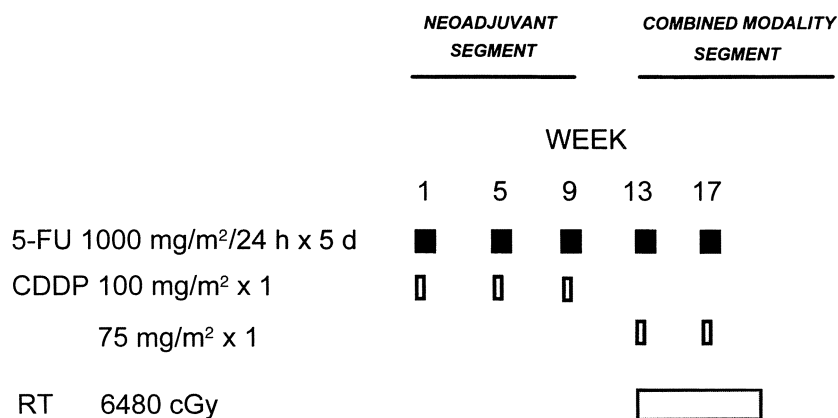 NEOADJUVANT COMBINED MODALITY
SEGMENT SEGMENT
WEEK
1 5 9 13 17
5-FU 1000 mg/m²/24 h x 5 d
CDDP 100 mg/m² x 1
75 mg/m² x 1
RT 6480 cGy